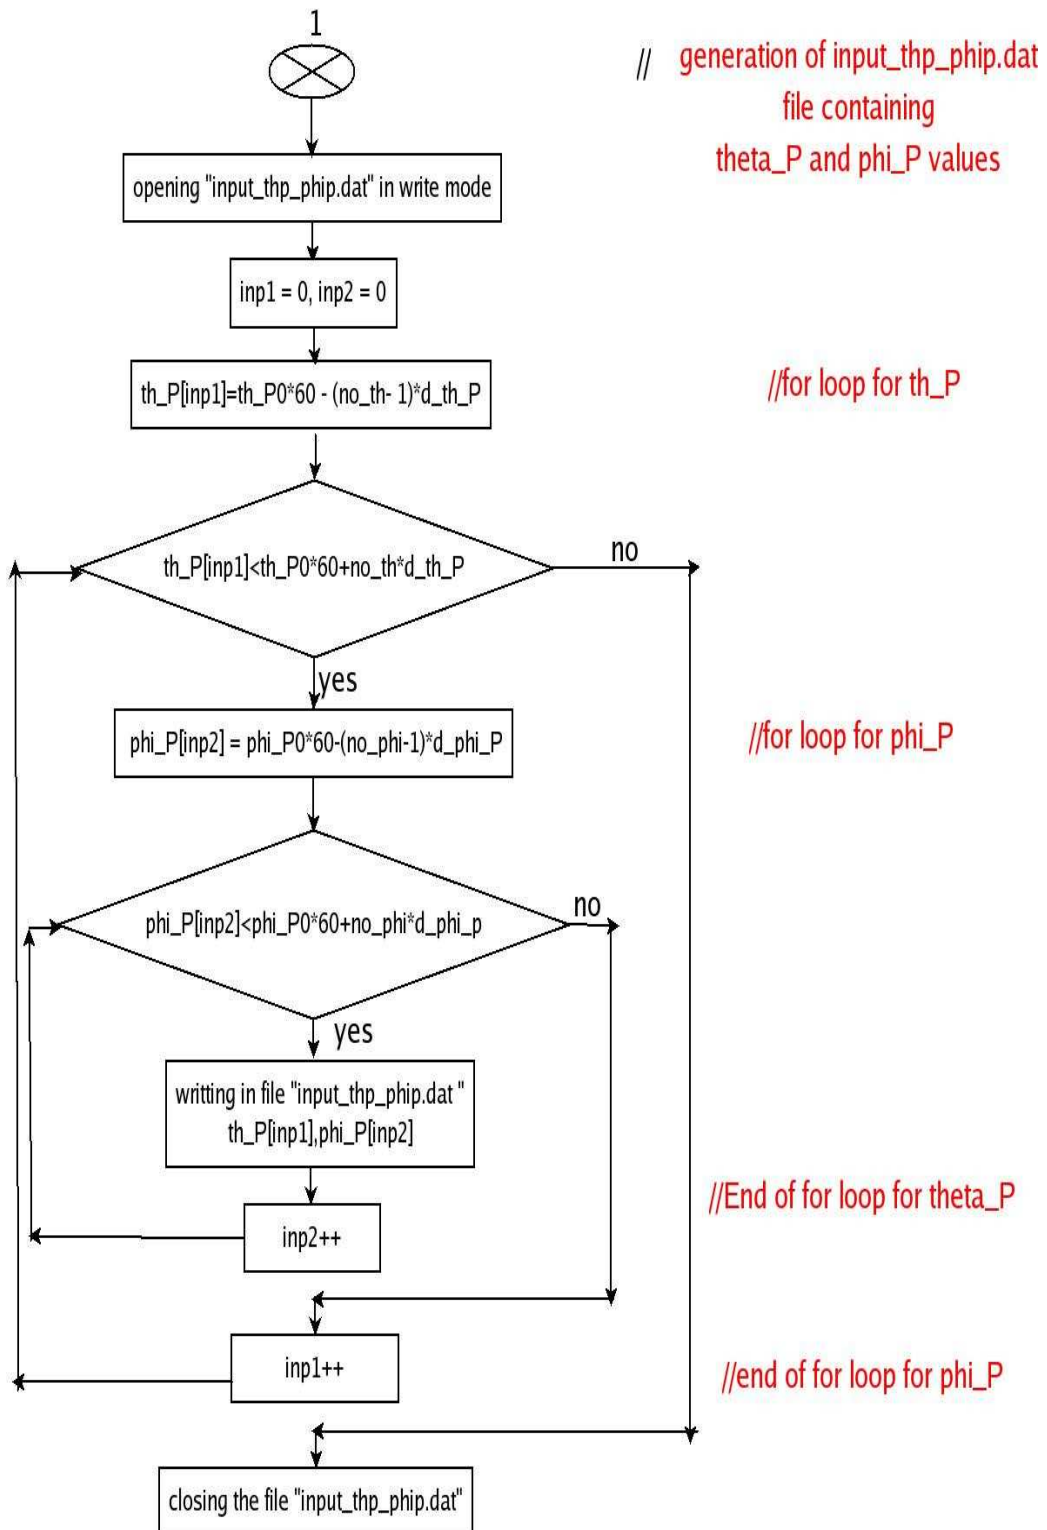 1
// generation of input_thp_phip.dat
file containing
theta_P and phi_P values
opening "input_thp_phip.dat" in write mode
inp1 = 0, inp2 = 0
th_P[inp1]=th_P0*60 - (no_th- 1)*d_th_P
//for loop for th_P
th_P[inp1]<th_P0*60+no_th*d_th_P
no
yes
phi_P[inp2] = phi_P0*60-(no_phi-1)*d_phi_P
//for loop for phi_P
phi_P[inp2]<phi_P0*60+no_phi*d_phi_p
no
yes
writting in file "input_thp_phip.dat "
th_P[inp1],phi_P[inp2]
//End of for loop for theta_P
inp2++
inp1++
//end of for loop for phi_P
closing the file "input_thp_phip.dat"